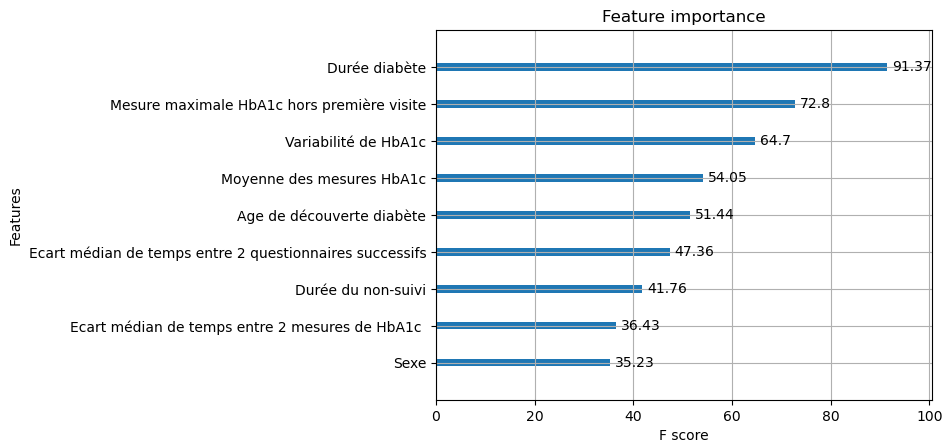 Feature importance
Durée diabète 91.37
Mesure maximale HbA1c hors première visite 72.8
Variabilité de HbA1c 64.7
Moyenne des mesures HbA1c 54.05
Age de découverte diabète 51.44
Ecart médian de temps entre 2 questionnaires successifs 47.36
Durée du non-suivi 41.76
Ecart médian de temps entre 2 mesures de HbA1c 36.43
Sexe 35.23
Features
0 20 40 60 80 100
F score